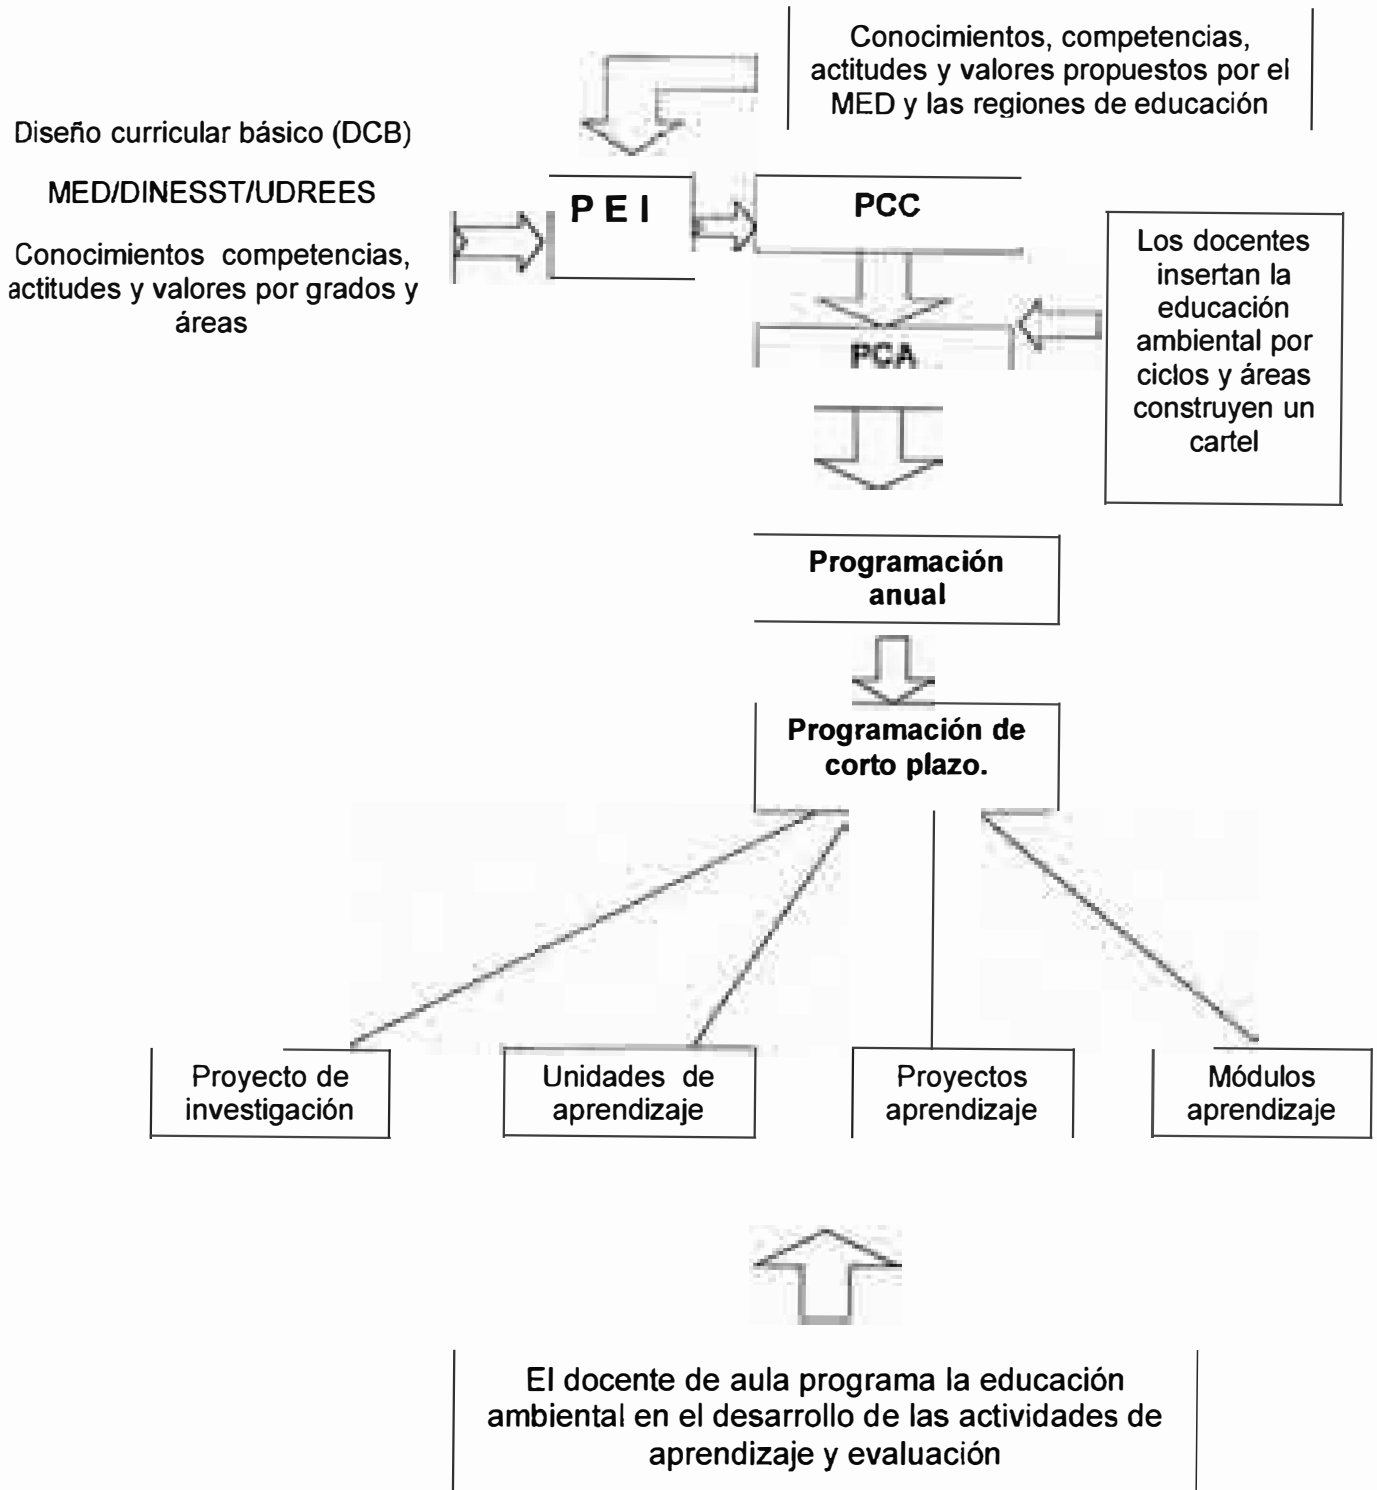 Conocimientos, competencias,
actitudes y valores propuestos por el
MED y las regiones de educación
Diseño curricular básico (DCB)
MED/DINESST/UDREES
Conocimientos competencias,
actitudes y valores por grados y
áreas
P E I
PCC
PCA
Los docentes
insertan la
educación
ambiental por
ciclos y áreas
construyen un
cartel
Programación
anual
Programación de
corto plazo.
Proyecto de
investigación
Unidades de
aprendizaje
Proyectos
aprendizaje
Módulos
aprendizaje
El docente de aula programa la educación
ambiental en el desarrollo de las actividades de
aprendizaje y evaluación